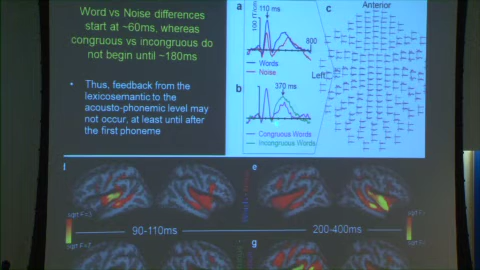 Word vs Noise differences
start at ~60ms, whereas
congruous vs incongruous do
not begin until ~180ms
• Thus, feedback from the
lexicosemantic to the
acousto-phonemic level may
not occur, at least until after
the first phoneme
a
110 ms
800
Words
Noise
b
370 ms
Congruous Words
Incongruous Words
c
Anterior
Left
e
90-110ms
200-400ms
g